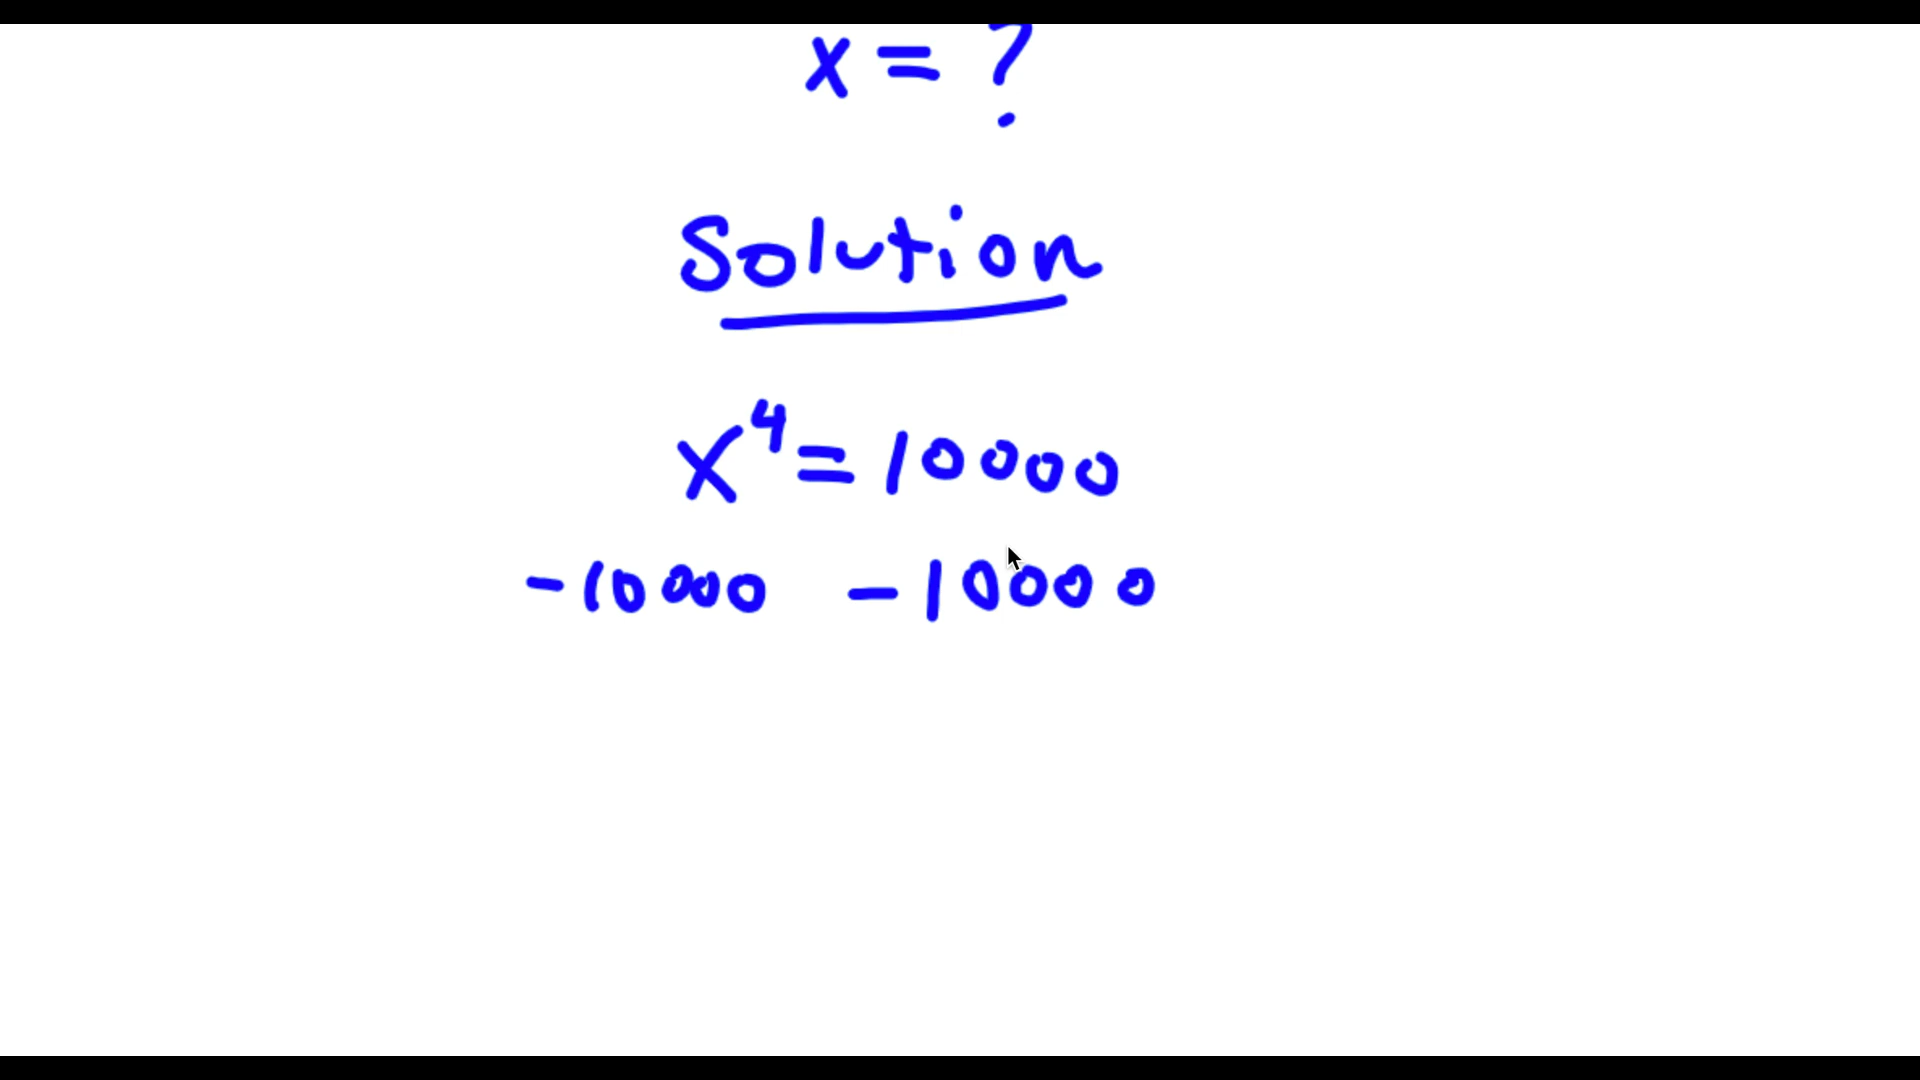 x = ?
Solution
x⁴ = 10000
-10000 -10000